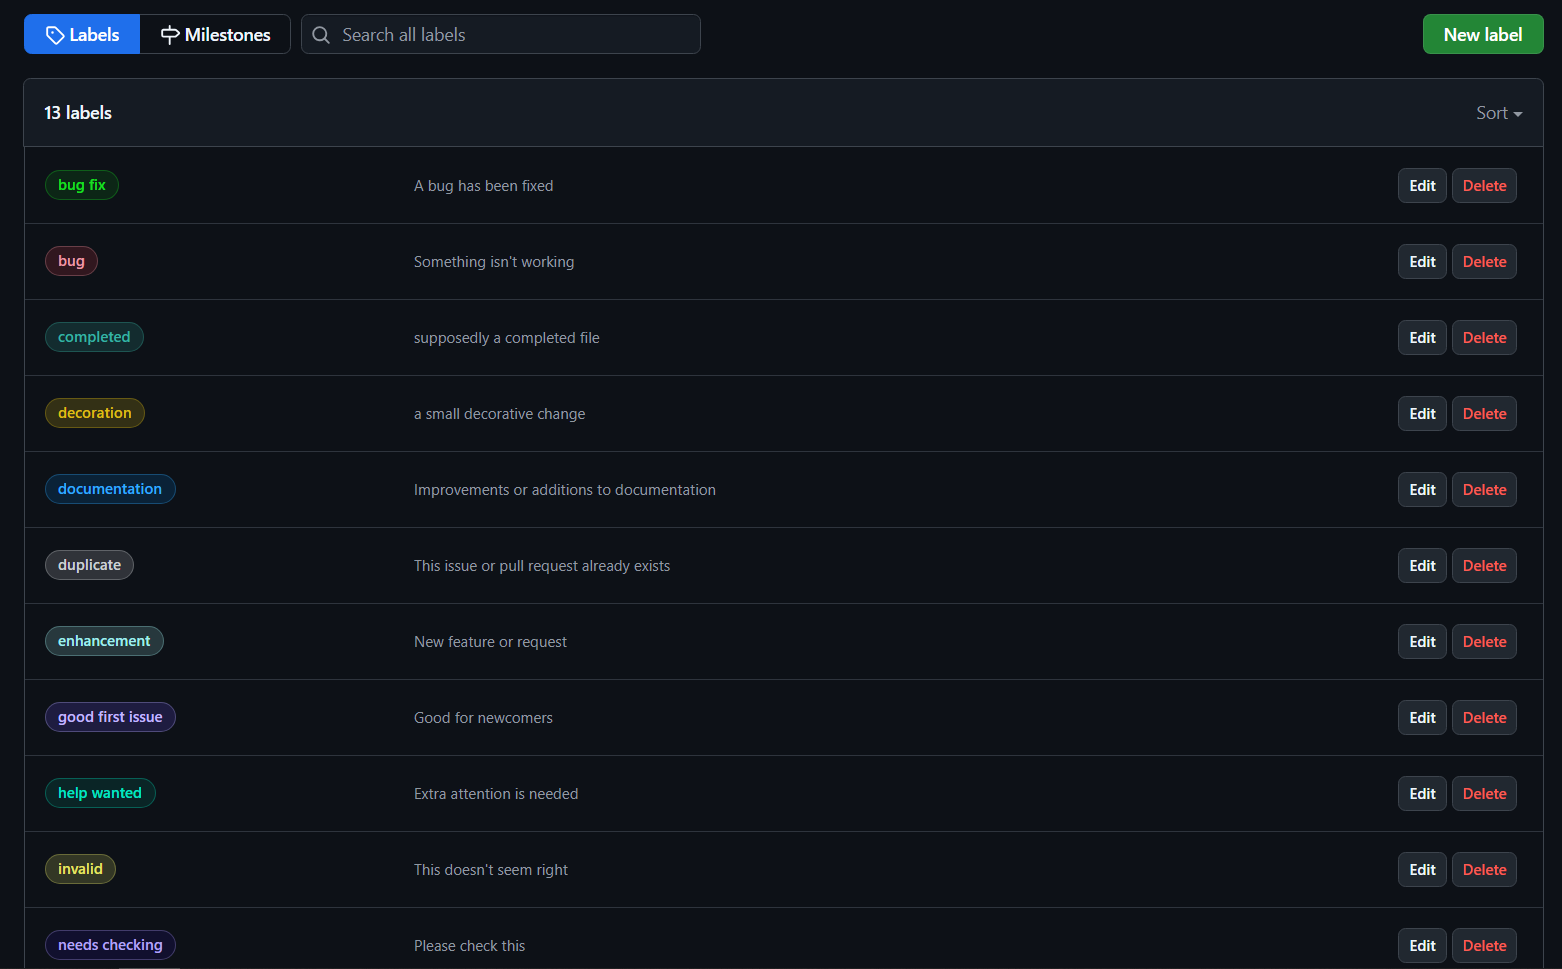 Labels Milestones Search all labels New label
13 labels Sort
bug fix A bug has been fixed Edit Delete
bug Something isn't working Edit Delete
completed supposedly a completed file Edit Delete
decoration a small decorative change Edit Delete
documentation Improvements or additions to documentation Edit Delete
duplicate This issue or pull request already exists Edit Delete
enhancement New feature or request Edit Delete
good first issue Good for newcomers Edit Delete
help wanted Extra attention is needed Edit Delete
invalid This doesn't seem right Edit Delete
needs checking Please check this Edit Delete